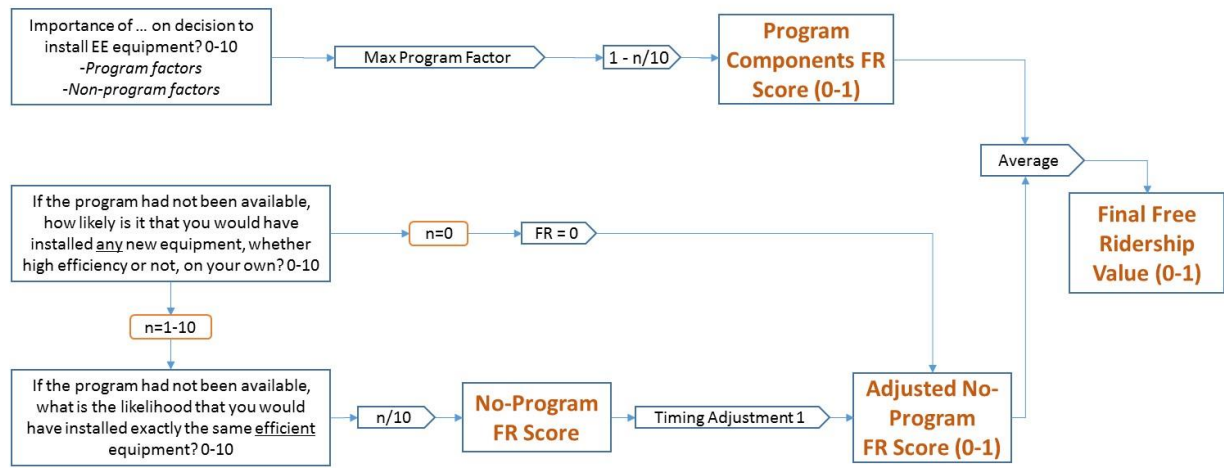 Importance of ... on decision to
install EE equipment? 0-10
-Program factors
-Non-program factors
Max Program Factor
1 - n/10
Program
Components FR
Score (0-1)
Average
If the program had not been available,
how likely is it that you would have
installed any new equipment, whether
high efficiency or not, on your own? 0-10
n=0
FR = 0
Final Free
Ridership
Value (0-1)
n=1-10
If the program had not been available,
what is the likelihood that you would
have installed exactly the same efficient
equipment? 0-10
n/10
No-Program
FR Score
Timing Adjustment 1
Adjusted No-
Program
FR Score (0-1)